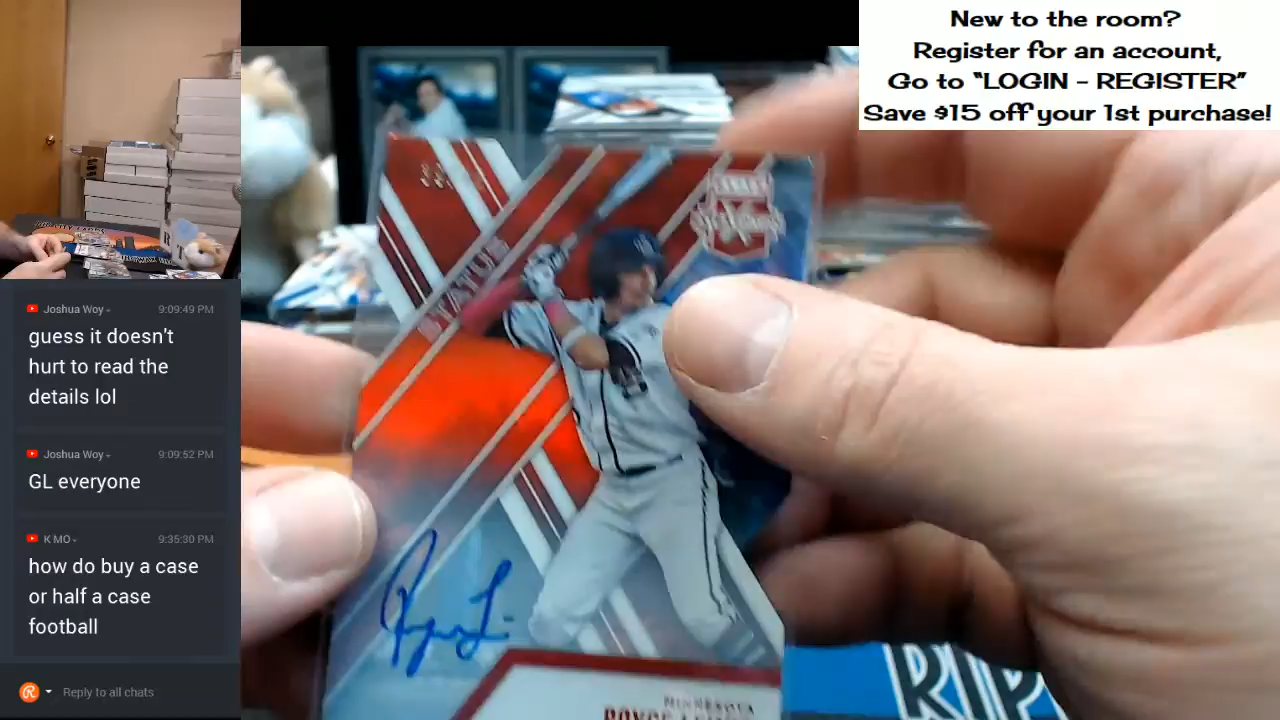 New to the room?
Register for an account,
Go to "LOGIN - REGISTER"
Save $15 off your 1st purchase!
Joshua Woy
9:09:49 PM
guess it doesn't
hurt to read the
details lol
Joshua Woy
9:09:52 PM
GL everyone
K MO
9:35:30 PM
how do buy a case
or half a case
football
Reply to all chats
STATUS
MINNESOTA
RIP